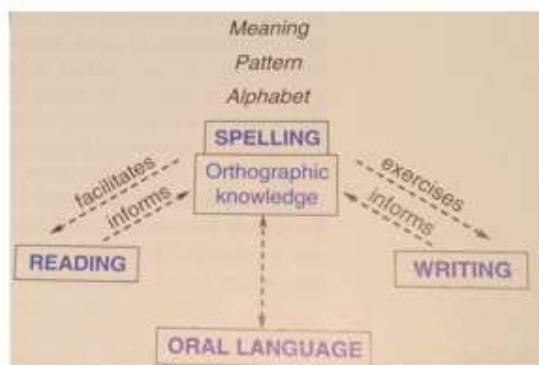 Meaning
Pattern
Alphabet
SPELLING
Orthographic
knowledge
facilitates
informs
exercises
informs
READING
WRITING
ORAL LANGUAGE